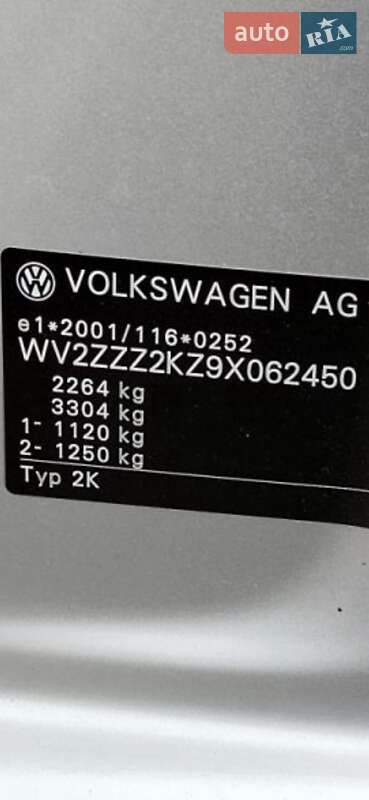 auto RIA
.com
VOLKSWAGEN AG
e1*2001/116*0252
WV2ZZZ2KZ9X062450
2264 kg
3304 kg
1- 1120 kg
2- 1250 kg
Typ 2K